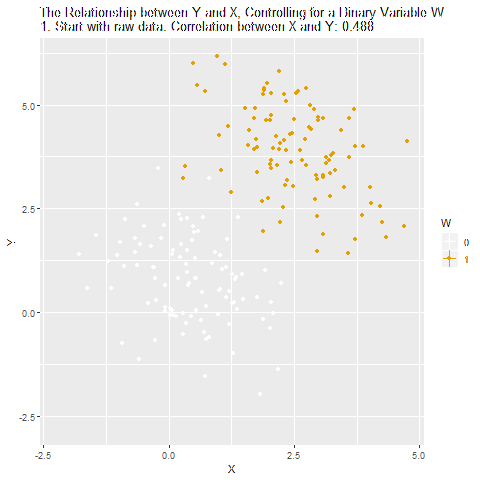 The Relationship between Y and X, Controlling for a Binary Variable W
1. Start with raw data. Correlation between X and Y: 0.488
5.0
2.5
0.0
-2.5
-2.5
0.0
2.5
5.0
X
Y
W
0
1